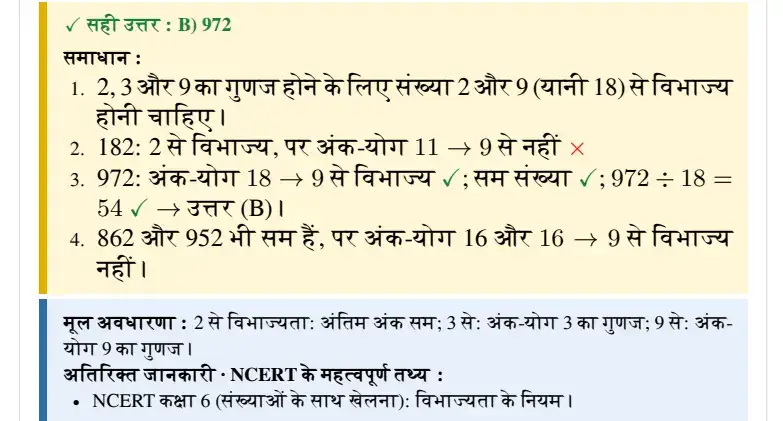 ✓ सही उत्तर : B) 972
समाधान :
1. 2, 3 और 9 का गुणज होने के लिए संख्या 2 और 9 (यानी 18) से विभाज्य
होनी चाहिए।
2. 182: 2 से विभाज्य, पर अंक-योग 11 → 9 से नहीं ×
3. 972: अंक-योग 18 → 9 से विभाज्य ✓; सम संख्या ✓; 972 ÷ 18 =
54 ✓ → उत्तर (B)।
4. 862 और 952 भी सम हैं, पर अंक-योग 16 और 16 → 9 से विभाज्य
नहीं।
मूल अवधारणा : 2 से विभाज्यता: अंतिम अंक सम; 3 से: अंक-योग 3 का गुणज; 9 से: अंक-
योग 9 का गुणज।
अतिरिक्त जानकारी · NCERT के महत्वपूर्ण तथ्य :
• NCERT कक्षा 6 (संख्याओं के साथ खेलना): विभाज्यता के नियम।